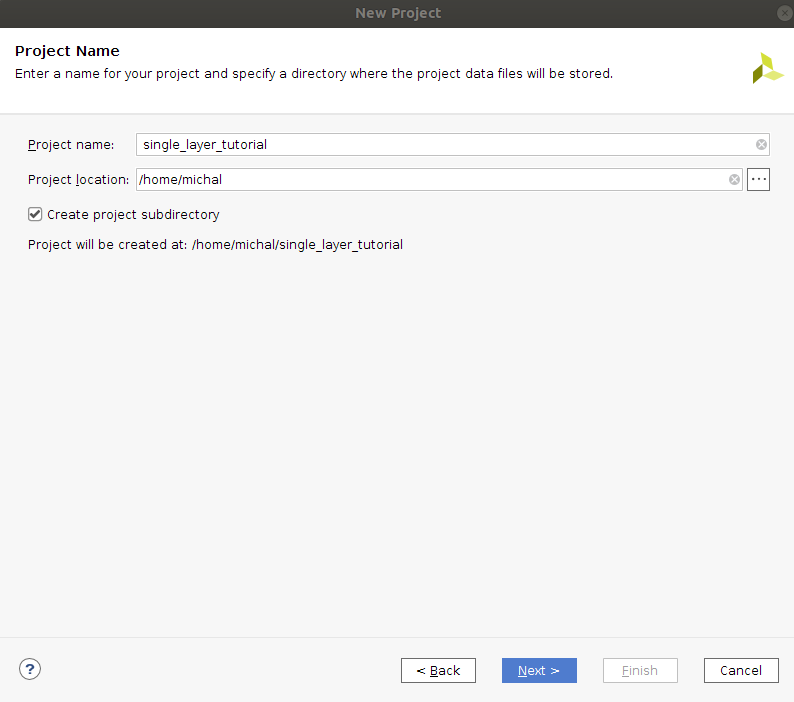 New Project
Project Name
Enter a name for your project and specify a directory where the project data files will be stored.
Project name: single_layer_tutorial
Project location: /home/michal ...
Create project subdirectory
Project will be created at: /home/michal/single_layer_tutorial
? < Back Next > Finish Cancel